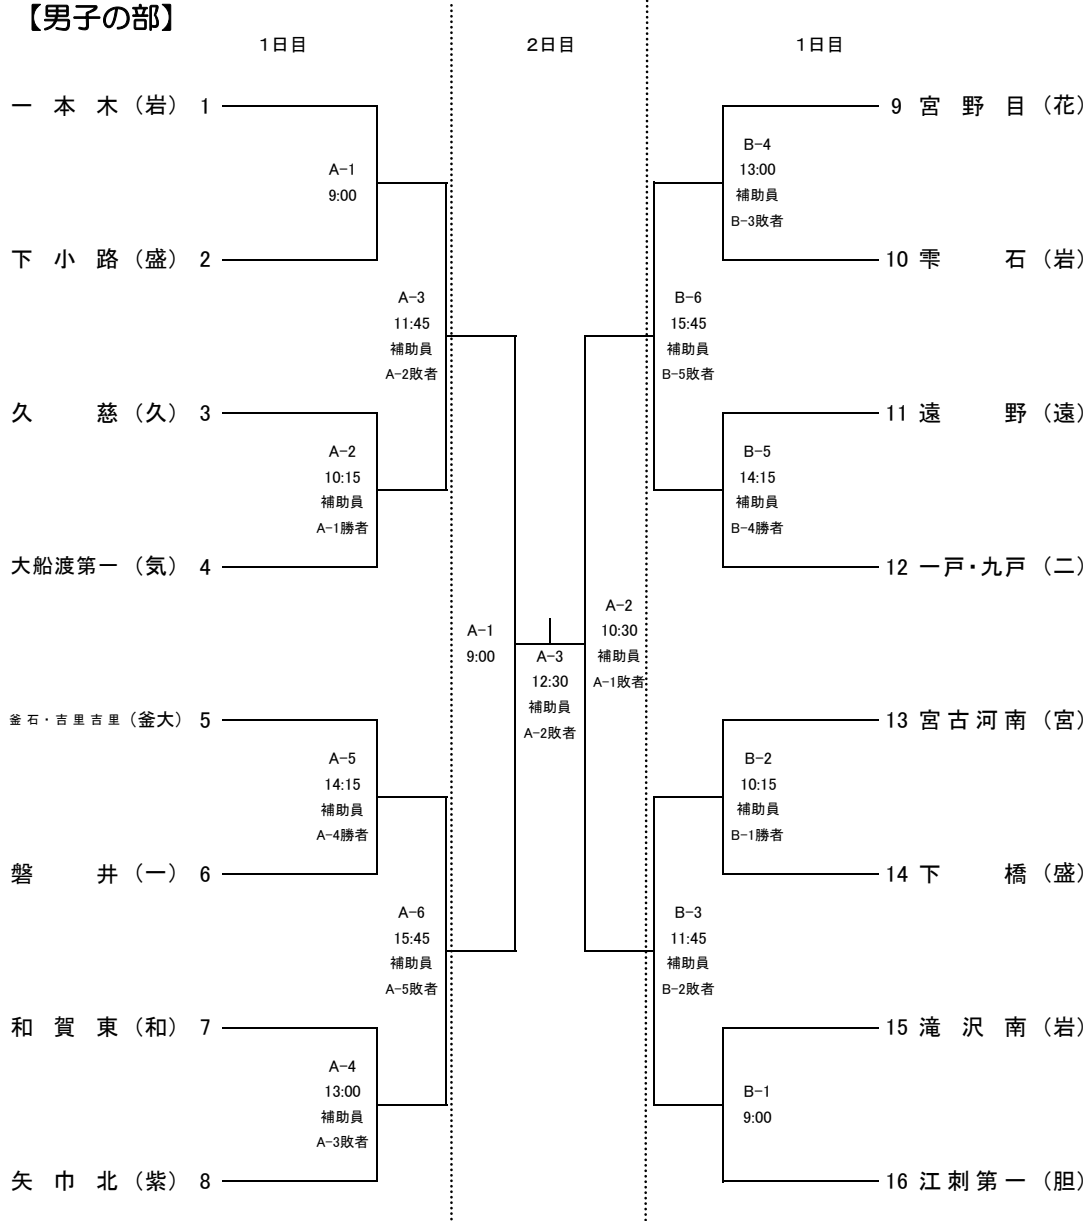 【男子の部】
1日目 2日目 1日目
一本木（岩） 1
9 宮野目（花）
B-4
13:00
補助員
B-3敗者
A-1
9:00
下小路（盛） 2
10 雫石（岩）
A-3
11:45
補助員
A-2敗者
B-6
15:45
補助員
B-5敗者
久慈（久） 3
11 遠野（遠）
A-2
10:15
補助員
A-1勝者
B-5
14:15
補助員
B-4勝者
大船渡第一（気） 4
12 一戸・九戸（二）
A-1
9:00
A-3
12:30
補助員
A-2敗者
A-2
10:30
補助員
A-1敗者
釜石・吉里吉里（釜大） 5
13 宮古河南（宮）
A-5
14:15
補助員
A-4勝者
B-2
10:15
補助員
B-1勝者
磐井（一） 6
14 下橋（盛）
A-6
15:45
補助員
A-5敗者
B-3
11:45
補助員
B-2敗者
和賀東（和） 7
15 滝沢南（岩）
A-4
13:00
補助員
A-3敗者
B-1
9:00
矢巾北（紫） 8
16 江刺第一（胆）